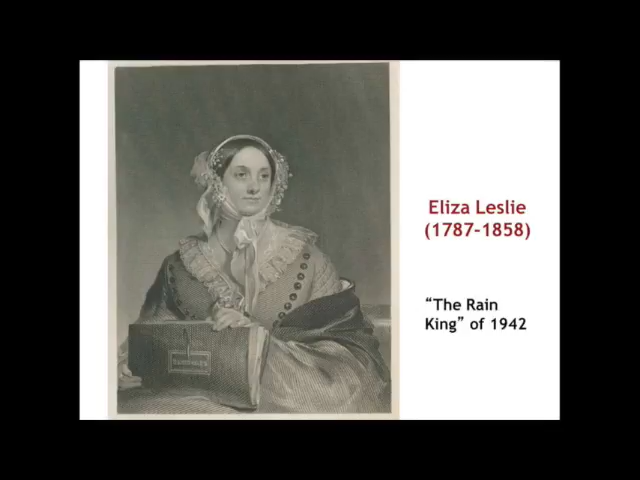 Eliza Leslie
(1787-1858)
“The Rain
King” of 1942